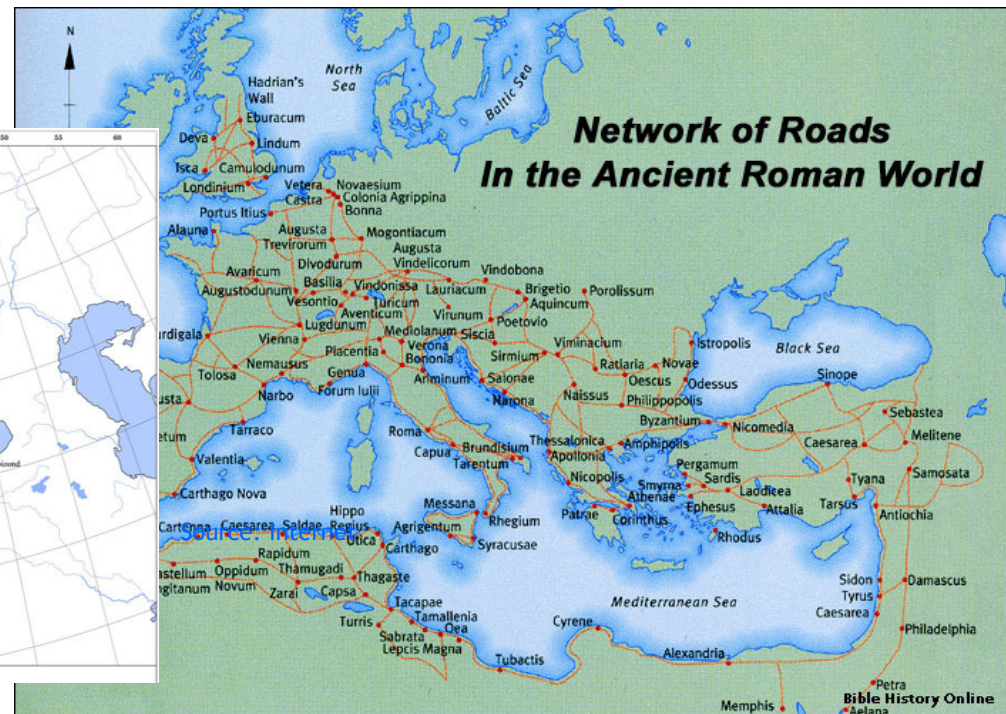 N
North
Sea
Baltic Sea
Network of Roads
In the Ancient Roman World
Hadrian's
Wall
Eburacum
Deva
Lindum
Isca
Camulodunum
Londinium
50
55
60
Vetera
Castra
Novaesium
Colonia Agrippina
Bonna
Portus Itius
Alauna
Augusta
Trevirorum
Mogontiacum
Divodurum
Augusta
Vindelicorum
Vindobona
Avaricum
Basilia
Vindonissa
Lauriacum
Brigetio
Porolissum
Augustodunum
Vesontio
Turicum
Aquincum
Aventicum
Virunum
Poetovio
Lugdunum
Mediolanum
Siscia
Vienna
Verona
Viminacium
Istropolis
Black Sea
Placentia
Bononia
Sirmium
Ratiaria
Novae
Sinope
Nemausus
Genua
Tolosa
Ariminum
Salonae
Oescus
Odessus
Narbo
Forum Iulii
Narona
Naissus
Philippopolis
Sebastea
Tarraco
Roma
Byzantium
Nicomedia
Caesarea
Melitene
Capua
Brundisium
Thessalonica
Amphipolis
Valentia
Tarentum
Apollonia
Pergamum
Samosata
Nicopolis
Smyrna
Sardis
Tyana
Carthago Nova
Athenae
Laodicea
Messana
Ephesus
Tarsus
Antiochia
Hippo
Regius
Patrae
Corinthus
Attalia
Cartenna
Caesarea
Saldae
Agrigentum
Rhegium
Source: Internet
Utica
Carthago
Syracusae
Rhodus
Rapidum
Oppidum
Novum
Thamugadi
Thagaste
Sidon
Damascus
Zarai
Capsa
Tyrus
Mediterranean Sea
Tacapae
Caesarea
Turris
Tamallenia
Cyrene
Philadelphia
Sabrata
Oea
Lepcis Magna
Tubactis
Alexandria
Petra
Memphis
Bible History Online
Aelana